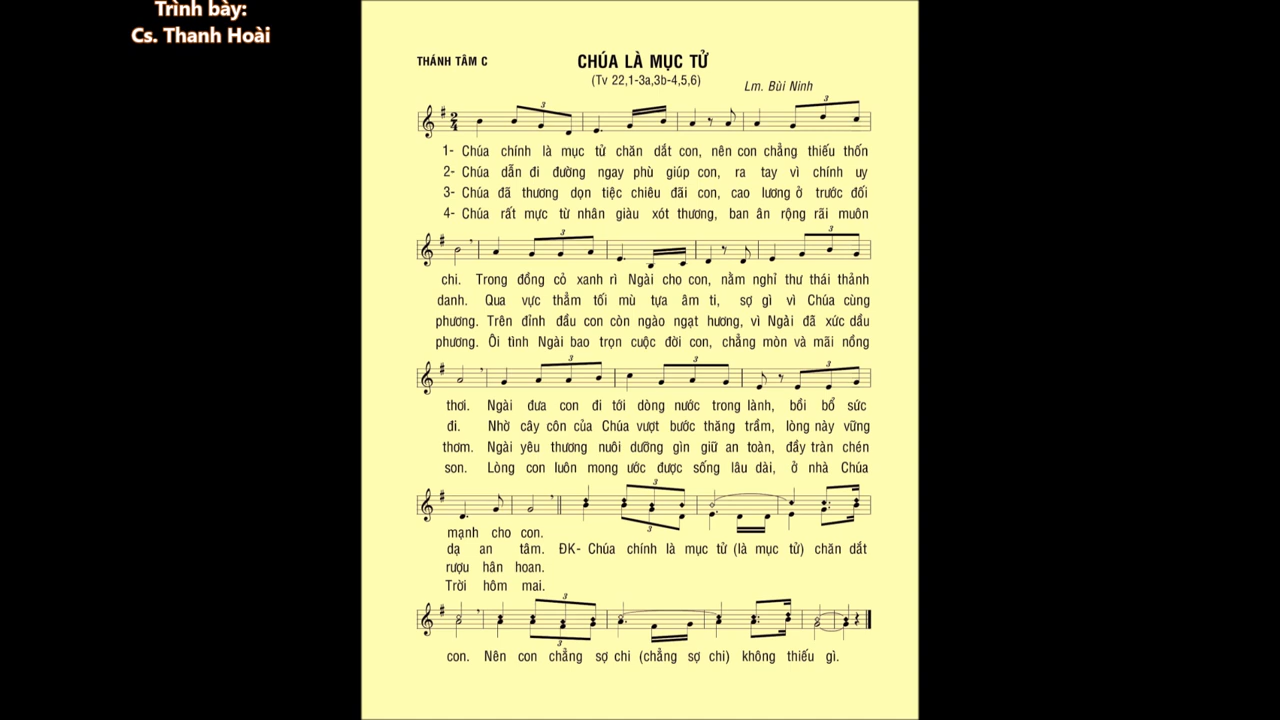 Trình bày:
Cs. Thanh Hoài
THÁNH TÂM C
CHÚA LÀ MỤC TỬ
(Tv 22,1-3a,3b-4,5,6)
Lm. Bùi Ninh
1- Chúa chính là mục tử chăn dắt con, nên con chẳng thiếu thốn
2- Chúa dẫn đi đường ngay phù giúp con, ra tay vì chính uy
3- Chúa đã thương dọn tiệc chiêu đãi con, cao lương ở trước đối
4- Chúa rất mực từ nhân giàu xót thương, ban ân rộng rãi muôn
chi. Trong đồng cỏ xanh rì Ngài cho con, nằm nghỉ thư thái thảnh
danh. Qua vực thẳm tối mù tựa âm ti, sợ gì vì Chúa cùng
phương. Trên đỉnh đầu con còn ngào ngạt hương, vì Ngài đã xức dầu
phương. Ôi tình Ngài bao trọn cuộc đời con, chẳng mòn và mãi nồng
thơi. Ngài đưa con đi tới dòng nước trong lành, bồi bổ sức
đi. Nhờ cây côn của Chúa vượt bước thăng trầm, lòng này vững
thơm. Ngài yêu thương nuôi dưỡng gìn giữ an toàn, đầy tràn chén
son. Lòng con luôn mong ước được sống lâu dài, ở nhà Chúa
mạnh cho con.
dạ an tâm. ĐK- Chúa chính là mục tử (là mục tử) chăn dắt
rượu hân hoan.
Trời hôm mai.
con. Nên con chẳng sợ chi (chẳng sợ chi) không thiếu gì.